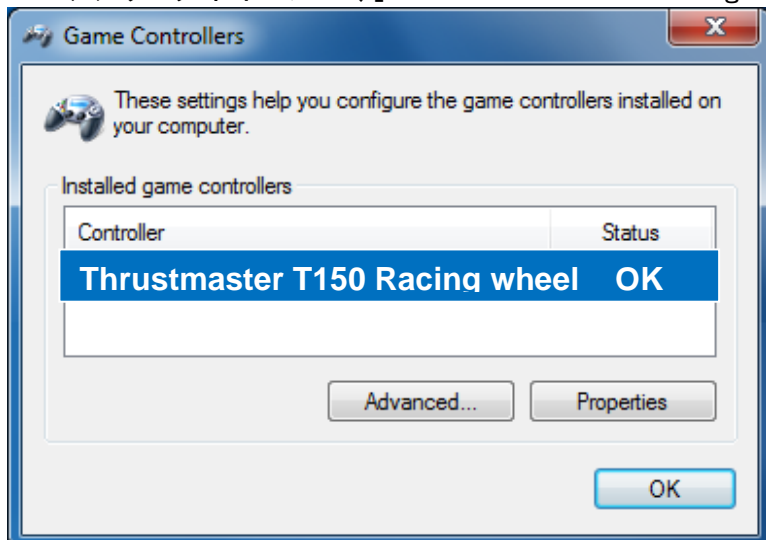 Game Controllers
These settings help you configure the game controllers installed on
your computer.
Installed game controllers
Controller Status
Thrustmaster T150 Racing wheel OK
Advanced... Properties
OK